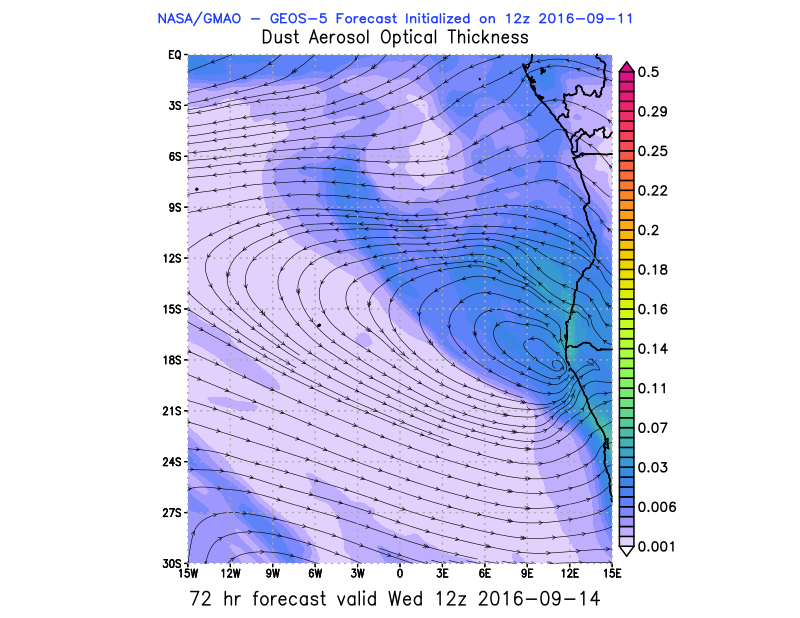 NASA/GMAO - GEOS-5 Forecast Initialized on 12z 2016-09-11
Dust Aerosol Optical Thickness
EQ
3S
6S
9S
12S
15S
18S
21S
24S
27S
30S
15W 12W 9W 6W 3W 0 3E 6E 9E 12E 15E
0.5
0.29
0.25
0.22
0.2
0.18
0.16
0.14
0.11
0.07
0.03
0.006
0.001
72 hr forecast valid Wed 12z 2016-09-14